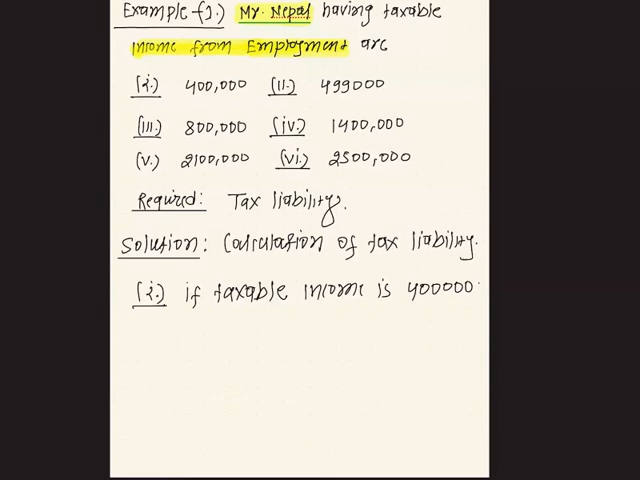 Example-(1.) Mr. Nepal having taxable
income from Employment are
(i.) 400,000 (ii.) 499000
(iii.) 800,000 (iv.) 1400,000
(v.) 2100,000 (vi.) 2500,000
Required: Tax liability.
Solution: Calculation of tax liability.
(i.) if taxable income is 400000.